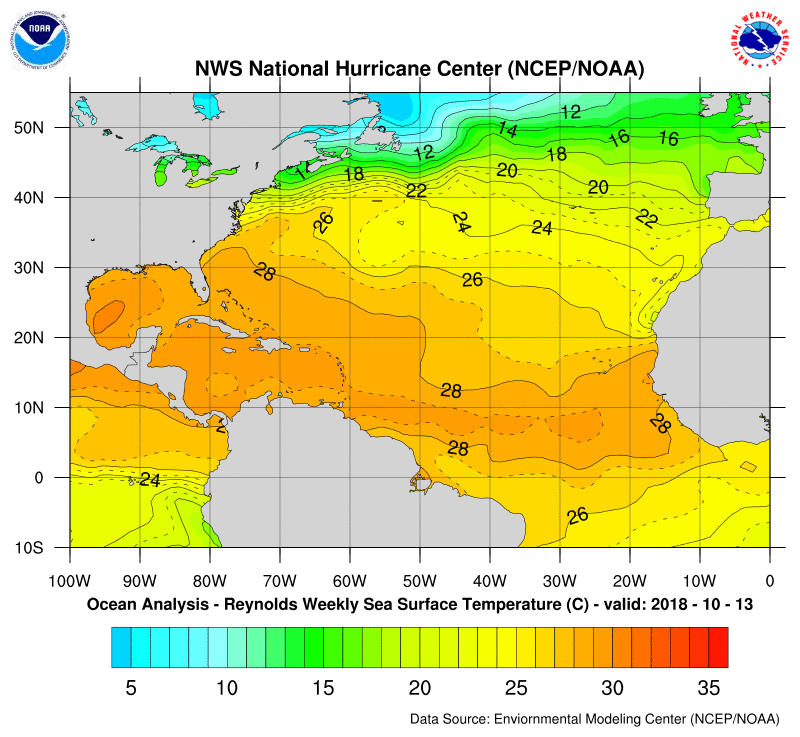 NOAA
NATIONAL WEATHER SERVICE
NWS National Hurricane Center (NCEP/NOAA)
50N
40N
30N
20N
10N
0
10S
12
14
16
16
12
18
18
20
20
22
22
26
24
24
28
26
28
28
28
24
26
100W 90W 80W 70W 60W 50W 40W 30W 20W 10W 0
Ocean Analysis - Reynolds Weekly Sea Surface Temperature (C) - valid: 2018 - 10 - 13
5 10 15 20 25 30 35
Data Source: Enviornmental Modeling Center (NCEP/NOAA)